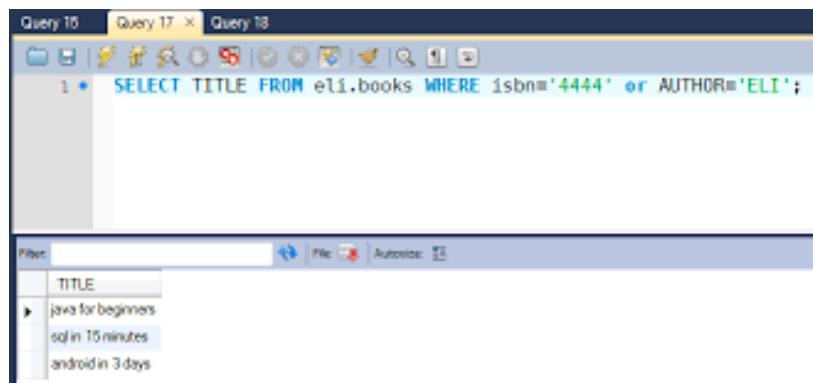 Query 16 Query 17 × Query 18
1 SELECT TITLE FROM eli.books WHERE isbn='4444' or AUTHOR='ELI';
Filter: File: Autosize:
TITLE
java for beginners
sql in 15 minutes
android in 3 days